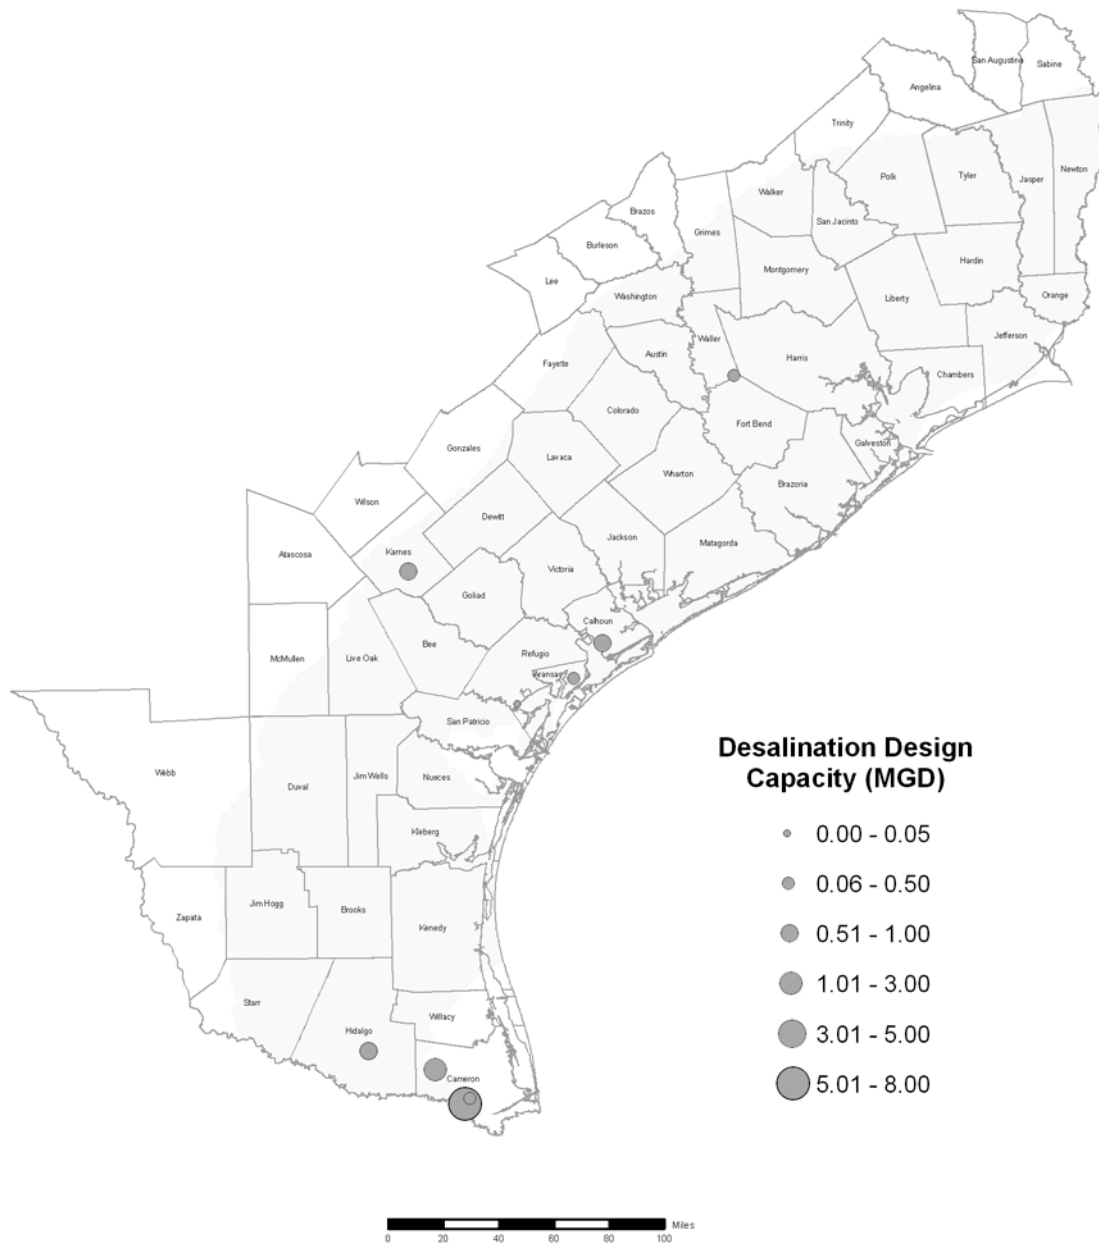 San Augustine
Sabine
Angelina
Trinity
Polk
Tyler
Jasper
Newton
Walker
San Jacinto
Brazos
Grimes
Burleson
Hardin
Montgomery
Lee
Washington
Liberty
Orange
Jefferson
Waller
Austin
Harris
Fayette
Chambers
Colorado
Fort Bend
Galveston
Gonzales
Lavaca
Wharton
Brazoria
Wilson
Dewitt
Jackson
Matagorda
Atascosa
Karnes
Victoria
Goliad
Calhoun
Bee
Refugio
McMullen
Live Oak
Aransas
San Patricio
Webb
Jim Wells
Nueces
Duval
Kleberg
Jim Hogg
Brooks
Zapata
Kenedy
Starr
Willacy
Hidalgo
Cameron
Desalination Design
Capacity (MGD)
0.00 - 0.05
0.06 - 0.50
0.51 - 1.00
1.01 - 3.00
3.01 - 5.00
5.01 - 8.00
Miles
0 20 40 60 80 100